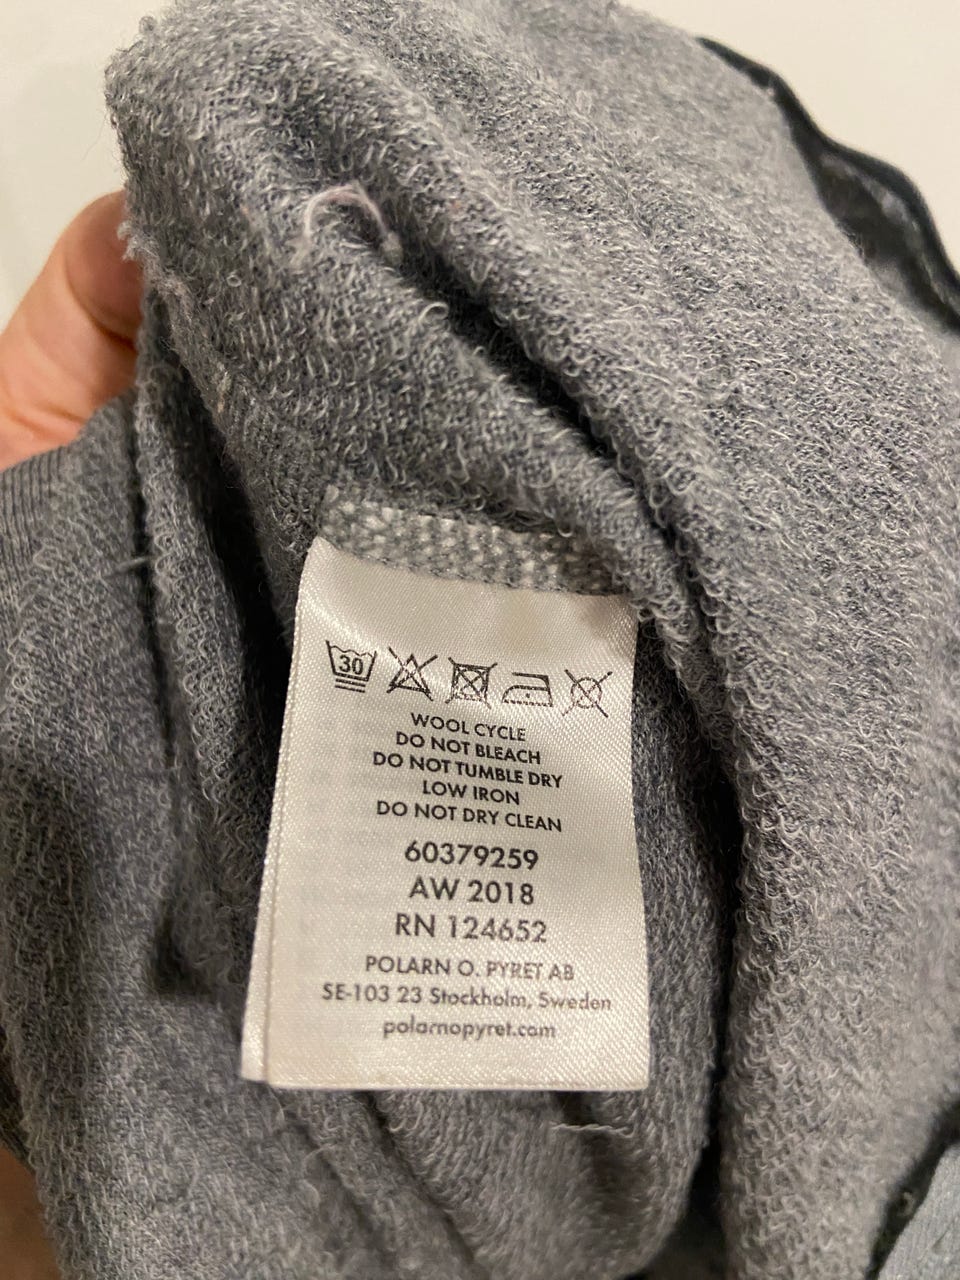 30
WOOL CYCLE
DO NOT BLEACH
DO NOT TUMBLE DRY
LOW IRON
DO NOT DRY CLEAN
60379259
AW 2018
RN 124652
POLARN O. PYRET AB
SE-103 23 Stockholm, Sweden
polarnopyret.com